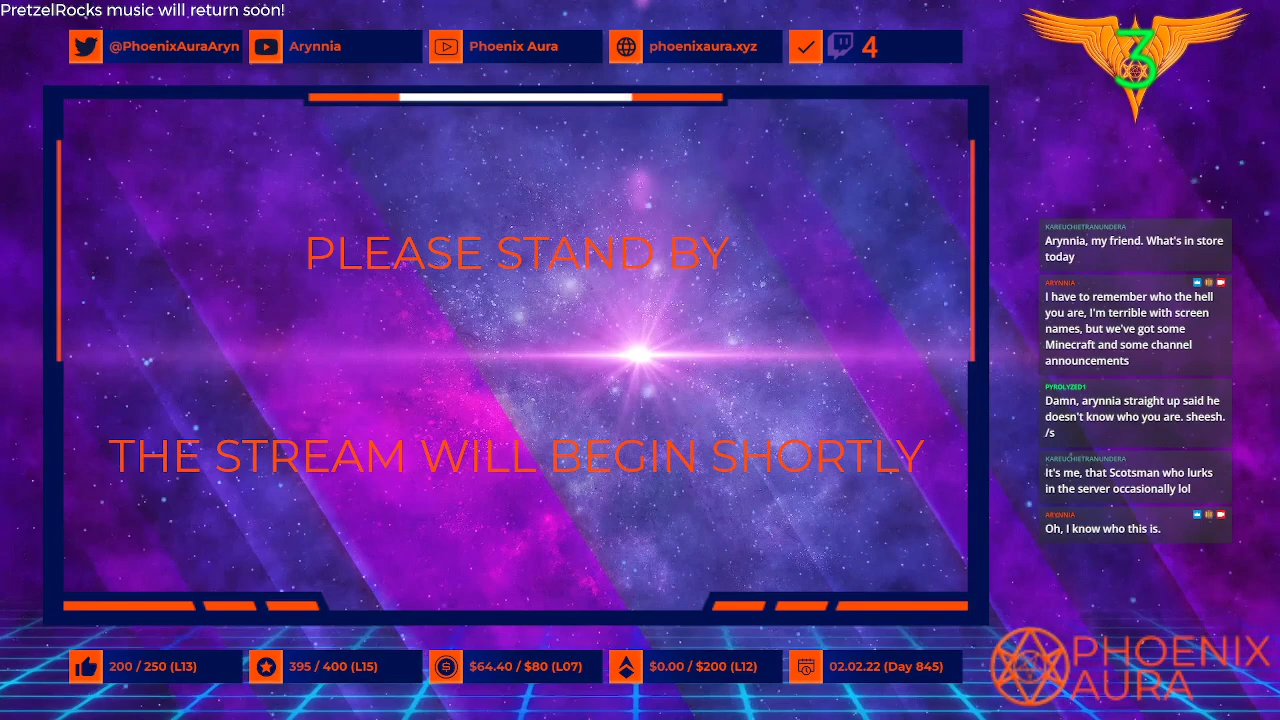 PretzelRocks music will return soon!
@PhoenixAuraAryn
Arynnia
Phoenix Aura
phoenixaura.xyz
4
3
PLEASE STAND BY
THE STREAM WILL BEGIN SHORTLY
KAREUCHIETRANUNDERA
Arynnia, my friend. What's in store
today
ARYNNIA
I have to remember who the hell
you are, I'm terrible with screen
names, but we've got some
Minecraft and some channel
announcements
PYROLYZED1
Damn, arynnia straight up said he
doesn't know who you are. sheesh.
/s
KAREUCHIETRANUNDERA
It's me, that Scotsman who lurks
in the server occasionally lol
ARYNNIA
Oh, I know who this is.
200 / 250 (L13)
395 / 400 (L15)
$64.40 / $80 (L07)
$0.00 / $200 (L12)
02.02.22 (Day 845)
PHOENIX
AURA